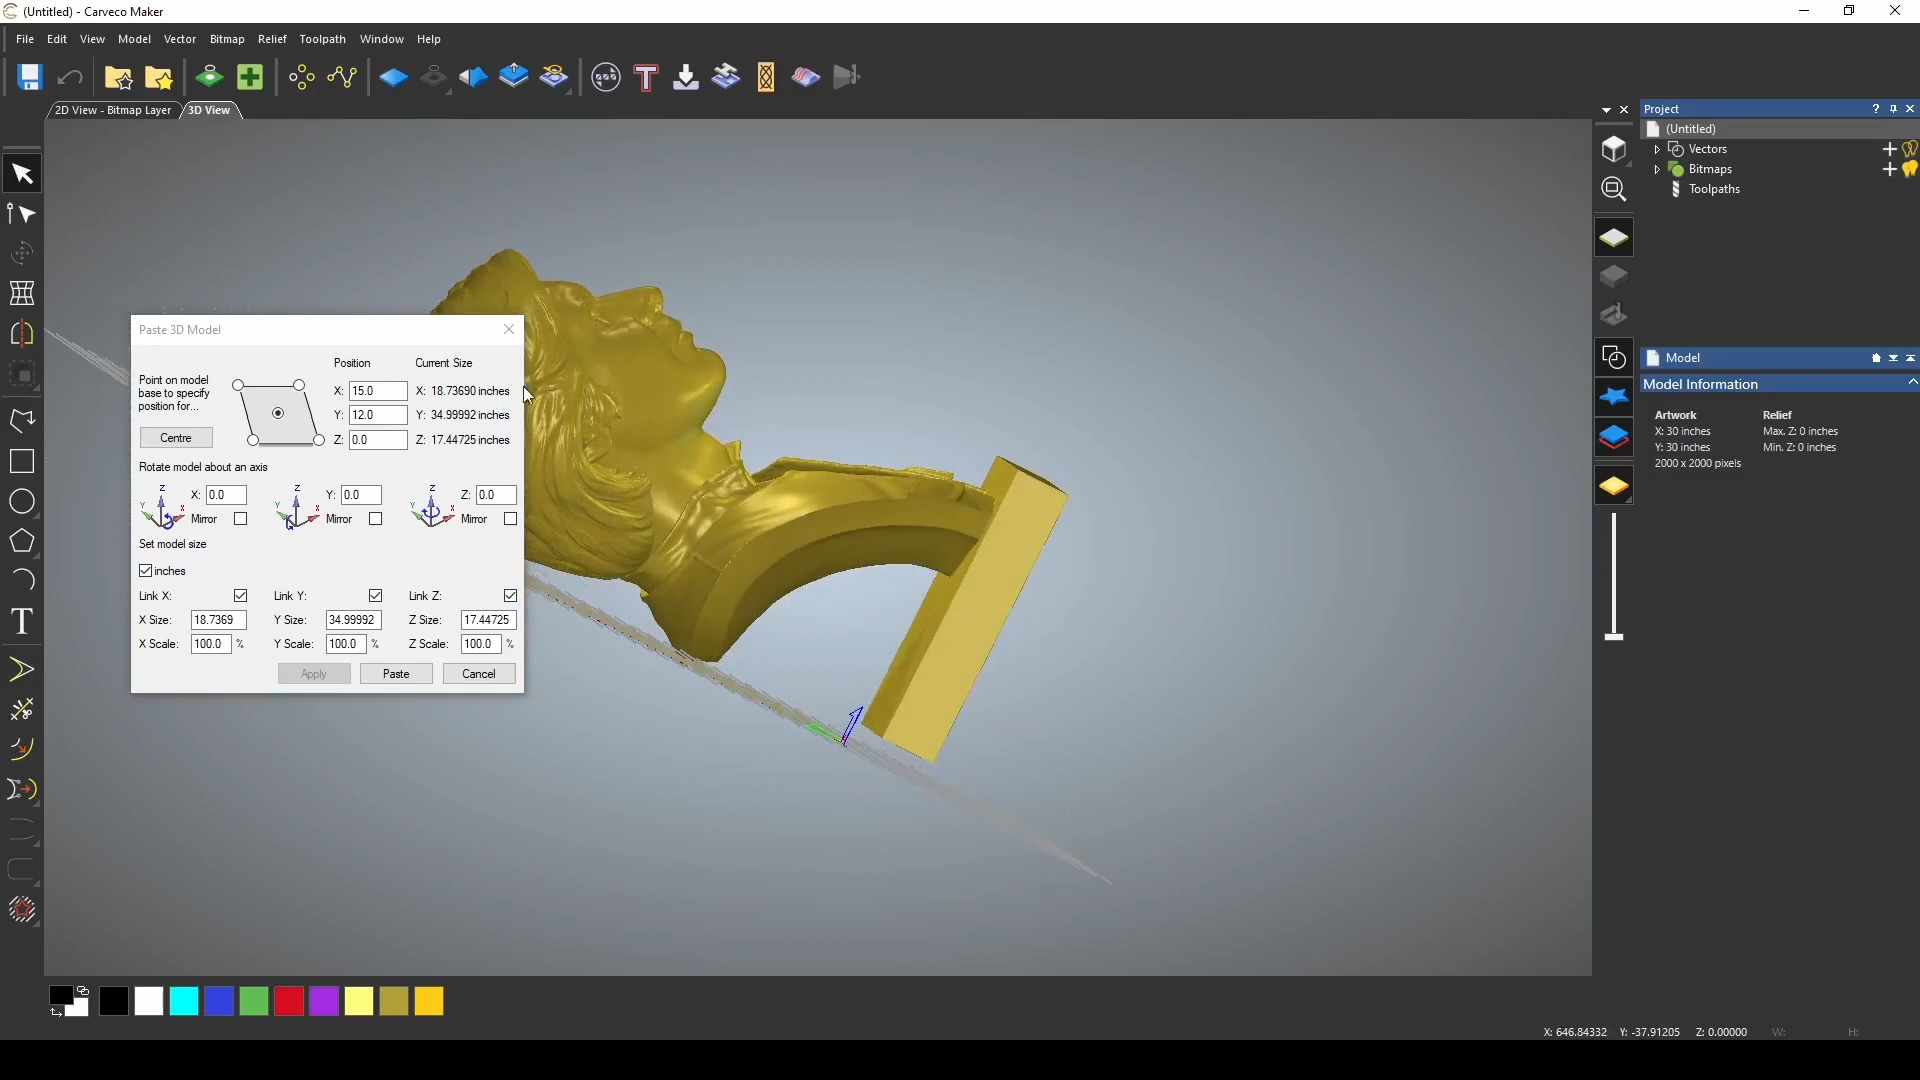 (Untitled) - Carveco Maker
File Edit View Model Vector Bitmap Relief Toolpath Window Help
2D View - Bitmap Layer 3D View
Project
(Untitled)
Vectors
Bitmaps
Toolpaths
Paste 3D Model
Position Current Size
Point on model
base to specify
position for...
X: 15.0 X: 18.73690 inches
Y: 12.0 Y: 34.99992 inches
Z: 0.0 Z: 17.44725 inches
Centre
Rotate model about an axis
Z Y X X: 0.0 Z Y X Y: 0.0 Z Y X Z: 0.0
Mirror Mirror Mirror
Set model size
inches
Link X: Link Y: Link Z:
X Size: 18.7369 Y Size: 34.99992 Z Size: 17.44725
X Scale: 100.0 % Y Scale: 100.0 % Z Scale: 100.0 %
Apply Paste Cancel
Model
Model Information
Artwork Relief
X: 30 inches Max. Z: 0 inches
Y: 30 inches Min. Z: 0 inches
2000 x 2000 pixels
X: 646.84332 Y: -37.91205 Z: 0.00000 W: H: